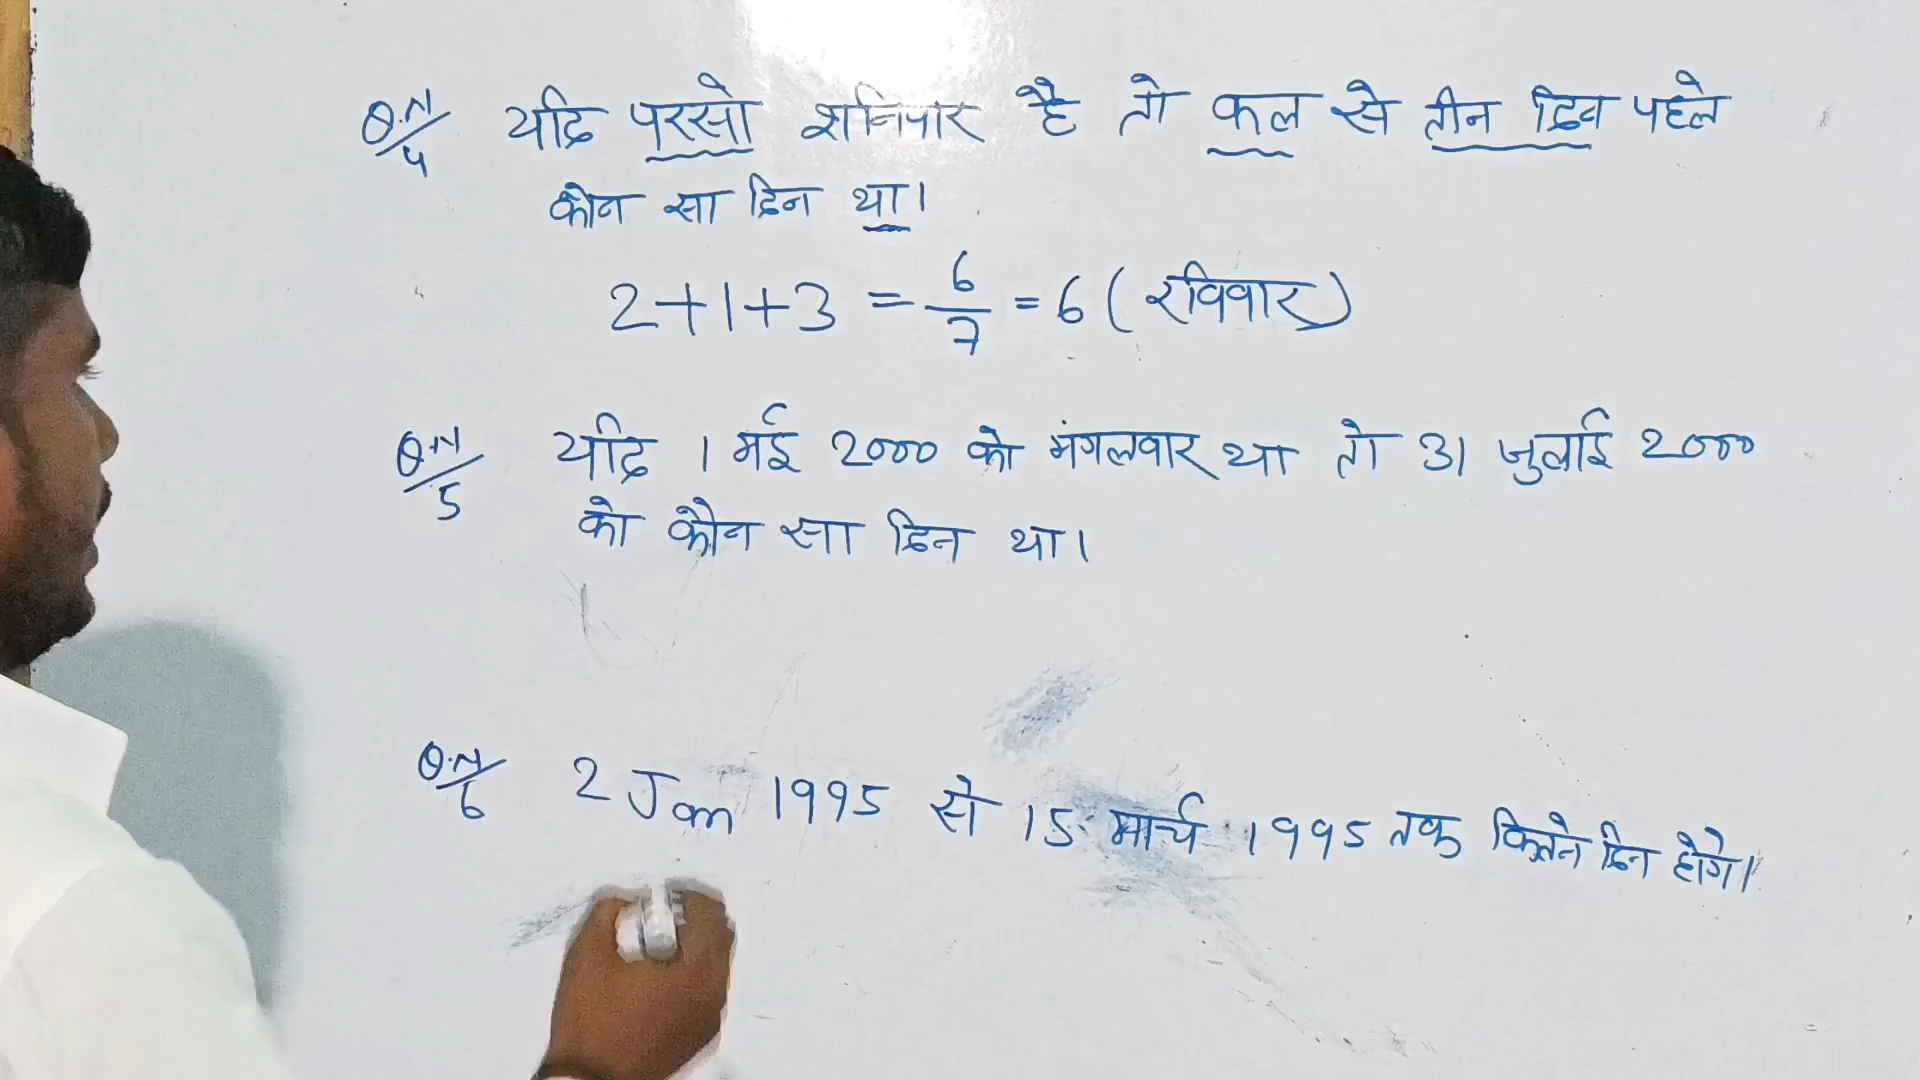 Q.N/4 यदि परसो शनिवार है तो कल से तीन दिन पहले
कौन सा दिन था।
2+1+3 = 6/7 = 6 (रविवार)
Q.N/5 यदि 1 मई 2000 को मंगलवार था तो 31 जुलाई 2000
को कौन सा दिन था।
Q.N/6 2 Jan 1995 से 15 मार्च 1995 तक कितने दिन होगे।